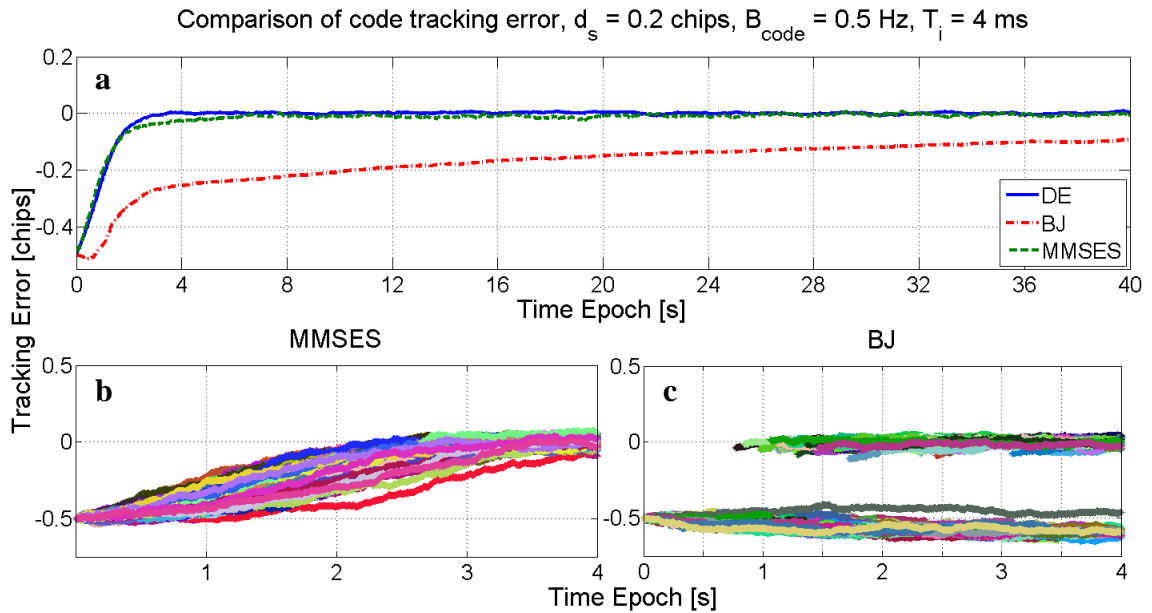 Comparison of code tracking error, d_s = 0.2 chips, B_code = 0.5 Hz, T_i = 4 ms
a
0.2
0
-0.2
-0.4
0 4 8 12 16 20 24 28 32 36 40
DE
BJ
MMSES
Time Epoch [s]
Tracking Error [chips]
MMSES
b
0.5
0
-0.5
1 2 3 4
BJ
c
0.5
0
-0.5
0 1 2 3 4
Time Epoch [s]